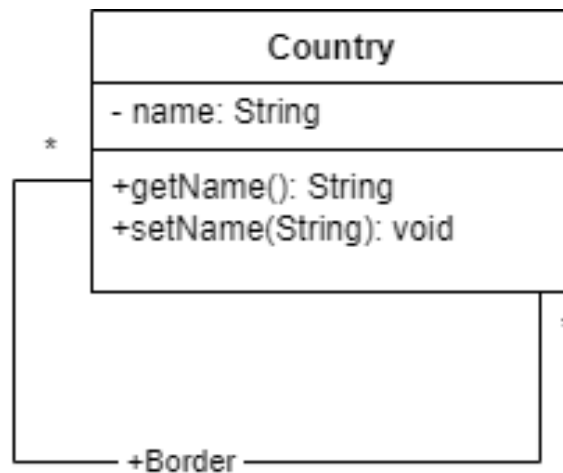 Country
- name: String
*
+getName(): String
+setName(String): void
*
+Border